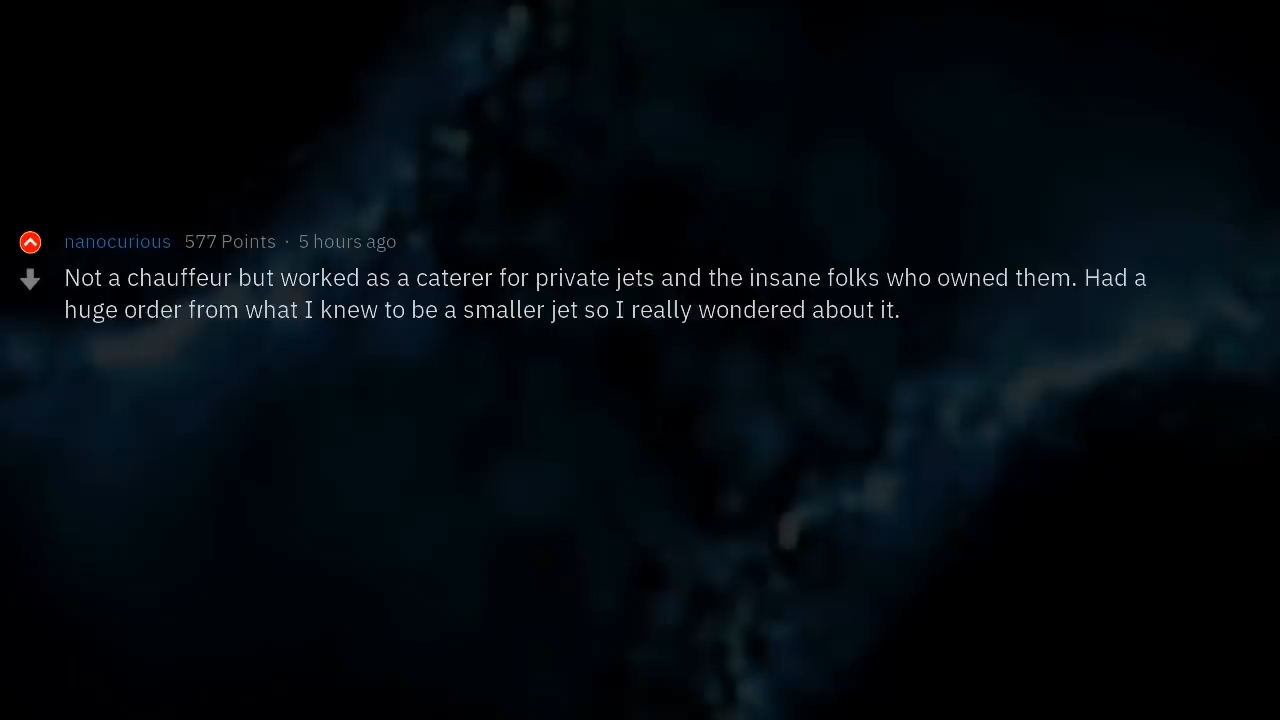 nanocurious 577 Points · 5 hours ago
Not a chauffeur but worked as a caterer for private jets and the insane folks who owned them. Had a
huge order from what I knew to be a smaller jet so I really wondered about it.